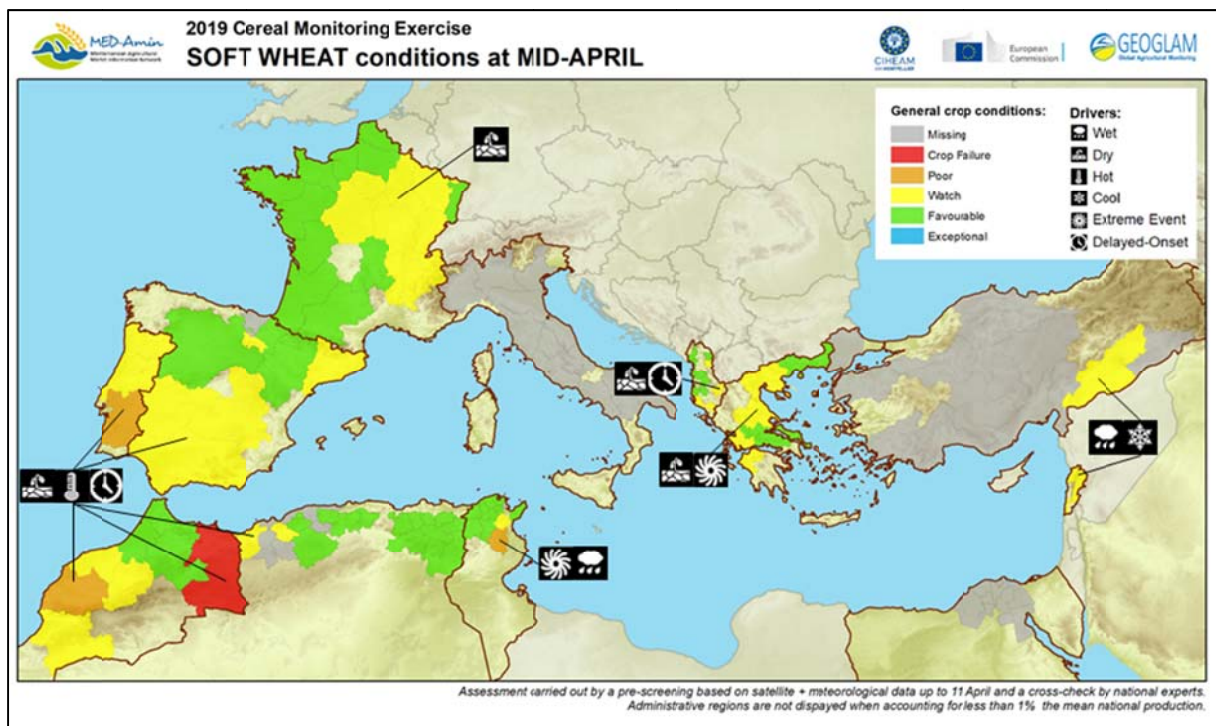 MED-Amin
2019 Cereal Monitoring Exercise
SOFT WHEAT conditions at MID-APRIL
CIHEAM
European
Commission
GEOGLAM
Global Agricultural Monitoring
General crop conditions:
Missing
Crop Failure
Poor
Watch
Favourable
Exceptional
Drivers:
Wet
Dry
Hot
Cool
Extreme Event
Delayed-Onset
Assessment carried out by a pre-screening based on satellite + meteorological data up to 11 April and a cross-check by national experts.
Administrative regions are not dispayed when accounting for less than 1% the mean national production.